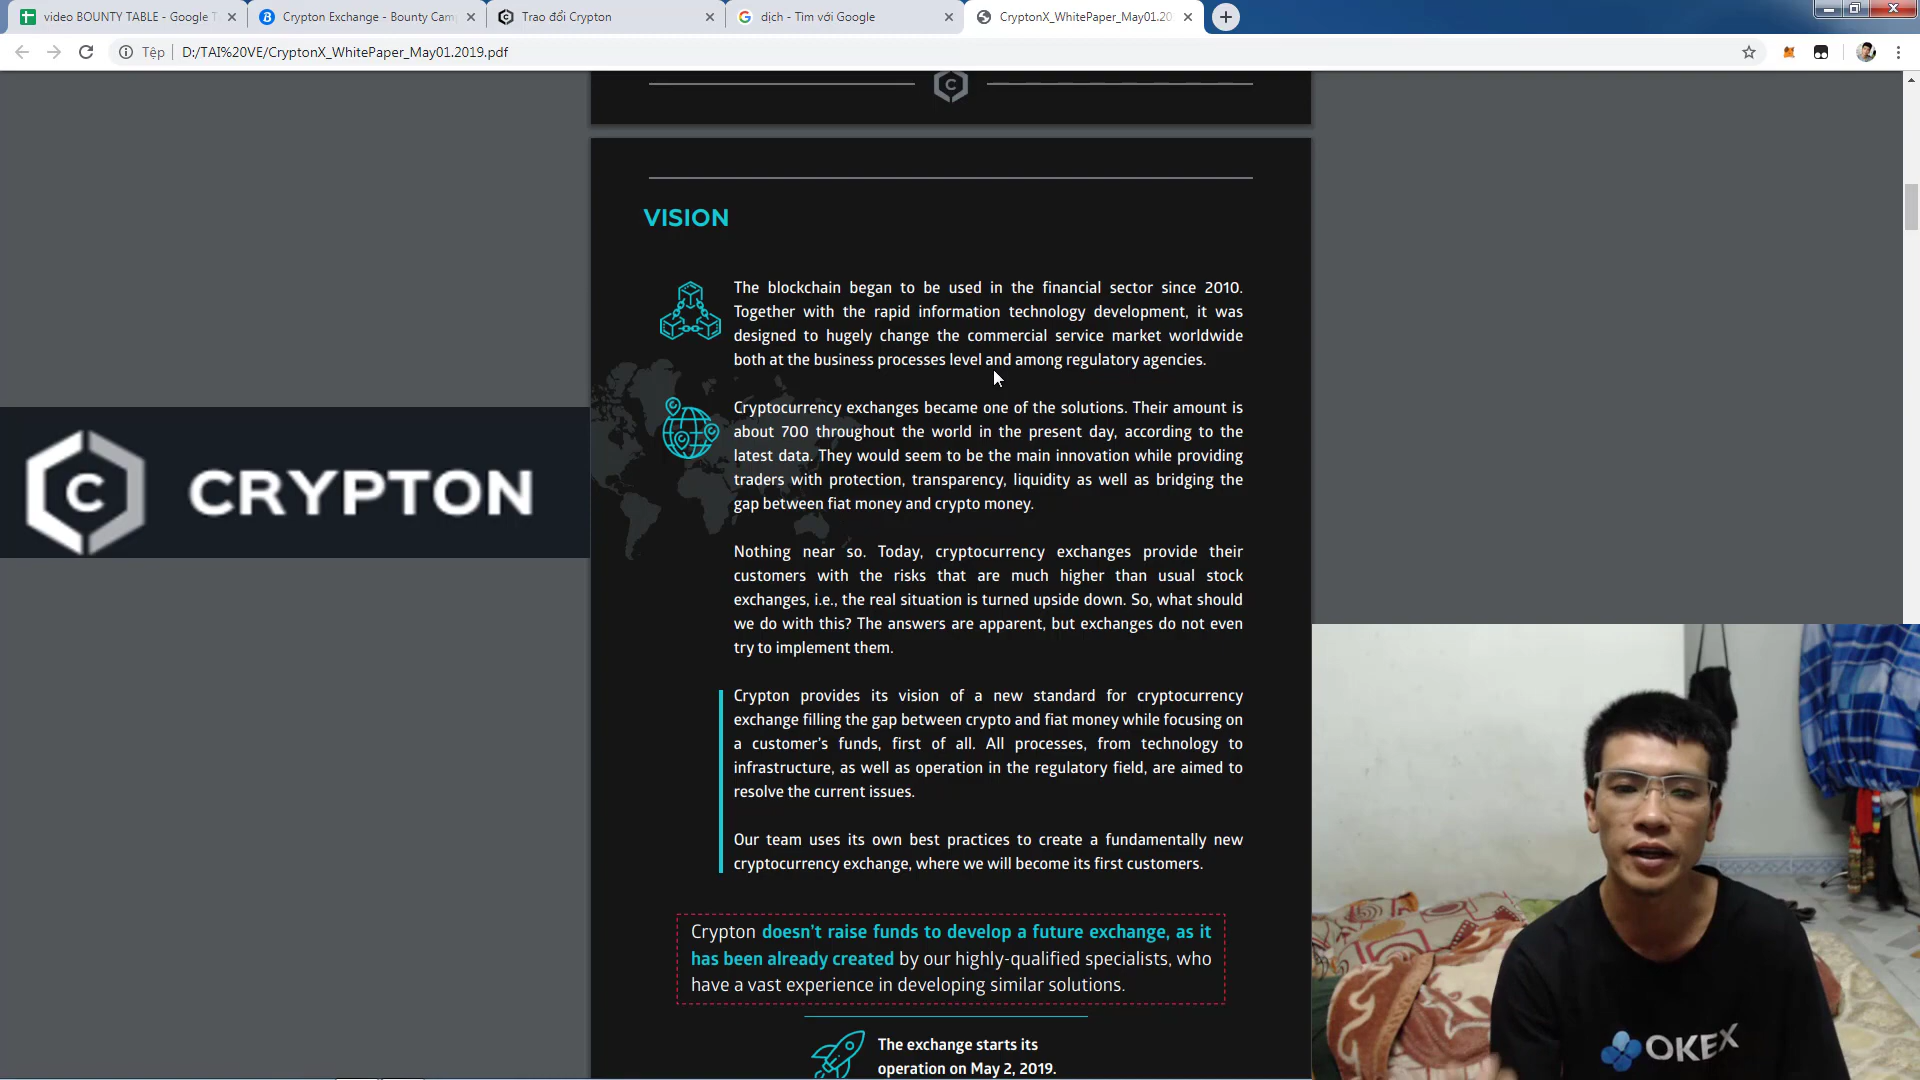 video BOUNTY TABLE - Google T
Crypton Exchange - Bounty Cam
Trao đổi Crypton
dịch - Tìm với Google
CryptonX_WhitePaper_May01.20
Tệp
D:/TAI%20VE/CryptonX_WhitePaper_May01.2019.pdf
C
VISION
The blockchain began to be used in the financial sector since 2010.
Together with the rapid information technology development, it was
designed to hugely change the commercial service market worldwide
both at the business processes level and among regulatory agencies.
Cryptocurrency exchanges became one of the solutions. Their amount is
about 700 throughout the world in the present day, according to the
latest data. They would seem to be the main innovation while providing
traders with protection, transparency, liquidity as well as bridging the
gap between fiat money and crypto money.
Nothing near so. Today, cryptocurrency exchanges provide their
customers with the risks that are much higher than usual stock
exchanges, i.e., the real situation is turned upside down. So, what should
we do with this? The answers are apparent, but exchanges do not even
try to implement them.
Crypton provides its vision of a new standard for cryptocurrency
exchange filling the gap between crypto and fiat money while focusing on
a customer's funds, first of all. All processes, from technology to
infrastructure, as well as operation in the regulatory field, are aimed to
resolve the current issues.
Our team uses its own best practices to create a fundamentally new
cryptocurrency exchange, where we will become its first customers.
Crypton doesn't raise funds to develop a future exchange, as it
has been already created by our highly-qualified specialists, who
have a vast experience in developing similar solutions.
The exchange starts its
operation on May 2, 2019.
C CRYPTON
OKEX